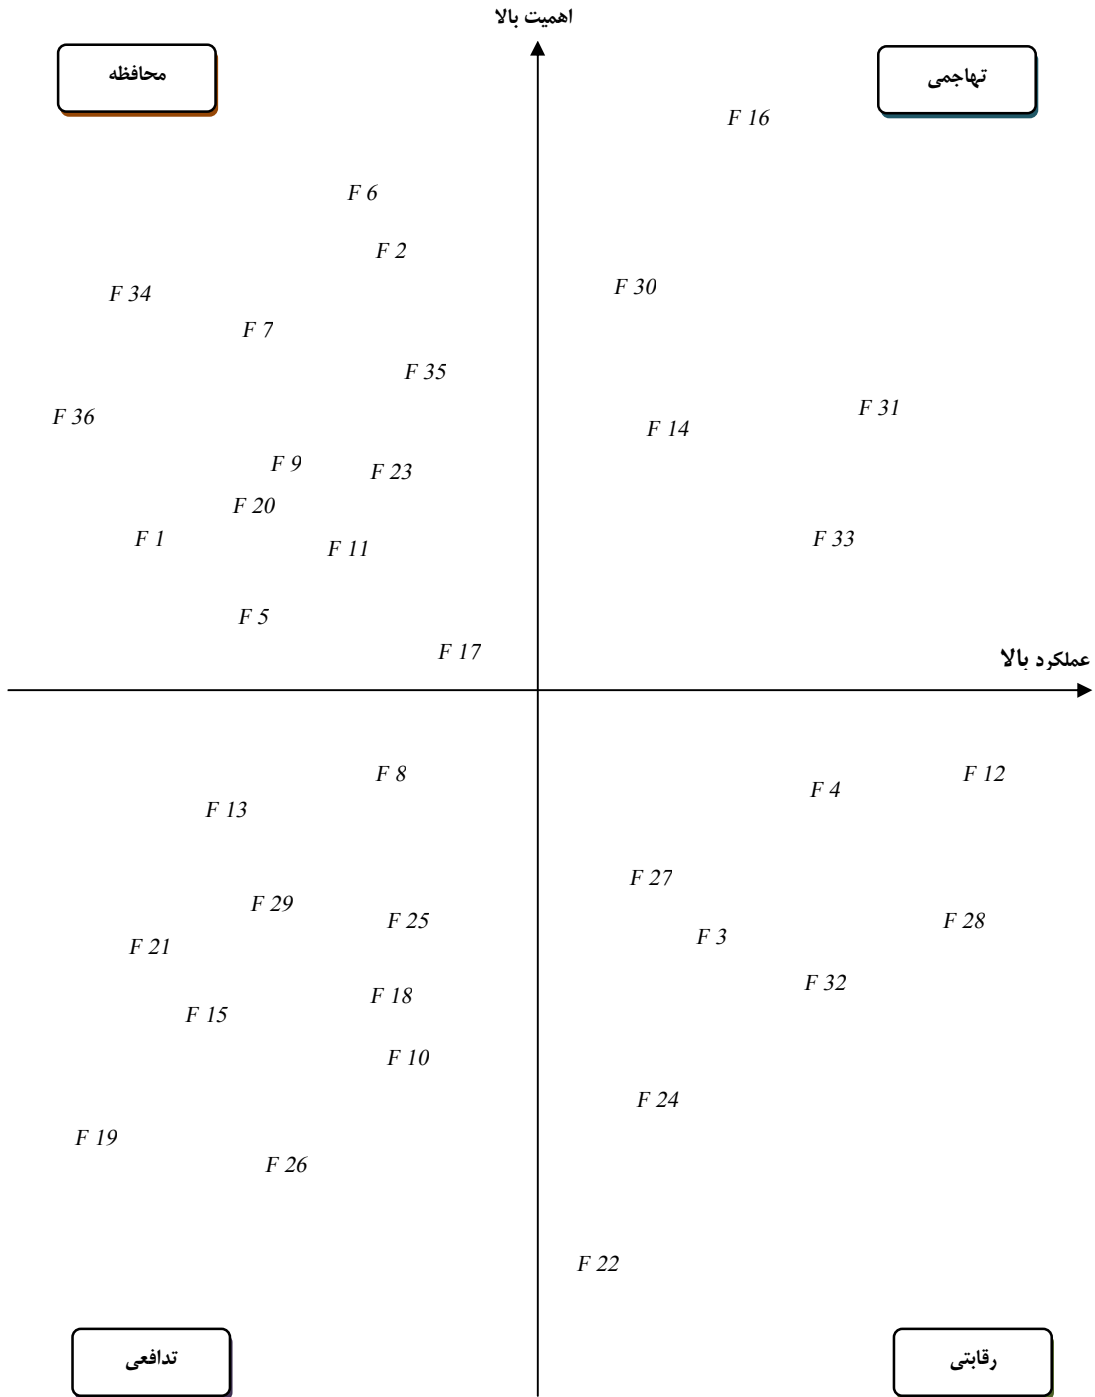 اهمیت بالا
تهاجمی
محافظه
F 16
F 6
F 2
F 30
F 34
F 7
F 35
F 31
F 36
F 14
F 9
F 23
F 20
F 1
F 11
F 33
F 5
F 17
عملکرد بالا
F 8
F 12
F 4
F 13
F 27
F 29
F 25
F 28
F 3
F 21
F 32
F 18
F 15
F 10
F 24
F 19
F 26
F 22
رقابتی
تدافعی